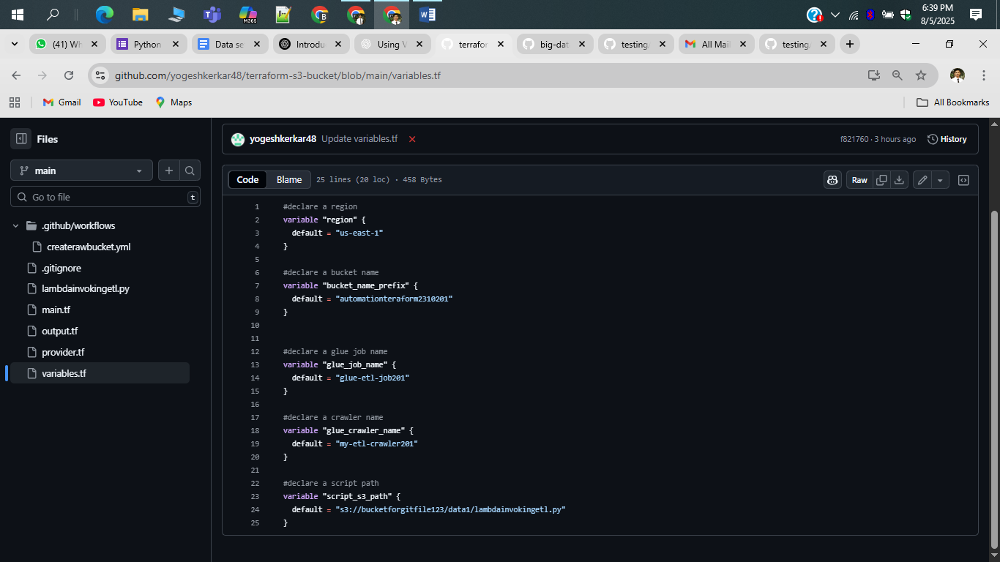 6:39 PM
8/5/2025
M365
(41) Wh
Python
Data se
Introdu
Using V
terrafor
big-dat
testing/
All Mail
testing/
github.com/yogeshkerkar48/terraform-s3-bucket/blob/main/variables.tf
Gmail
YouTube
Maps
All Bookmarks
Files
main
Go to file
t
.github/workflows
createrawbucket.yml
.gitignore
lambdainvokingetl.py
main.tf
output.tf
provider.tf
variables.tf
yogeshkerkar48 Update variables.tf
f821760 · 3 hours ago
History
Code
Blame
25 lines (20 loc) · 458 Bytes
Raw
1 #declare a region
2 variable "region" {
3 default = "us-east-1"
4 }
5
6 #declare a bucket name
7 variable "bucket_name_prefix" {
8 default = "automationteraform2310201"
9 }
10
11
12 #declare a glue job name
13 variable "glue_job_name" {
14 default = "glue-etl-job201"
15 }
16
17 #declare a crawler name
18 variable "glue_crawler_name" {
19 default = "my-etl-crawler201"
20 }
21
22 #declare a script path
23 variable "script_s3_path" {
24 default = "s3://bucketforgitfile123/data1/lambdainvokingetl.py"
25 }